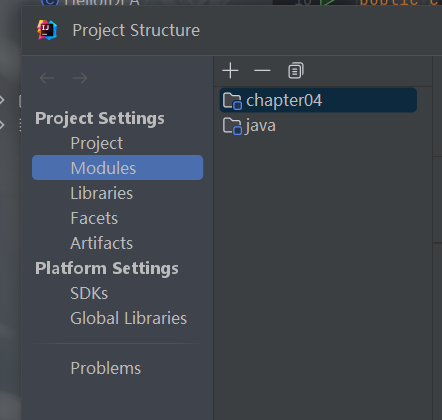 Project Structure
Project Settings
Project
Modules
Libraries
Facets
Artifacts
Platform Settings
SDKs
Global Libraries
Problems
chapter04
java